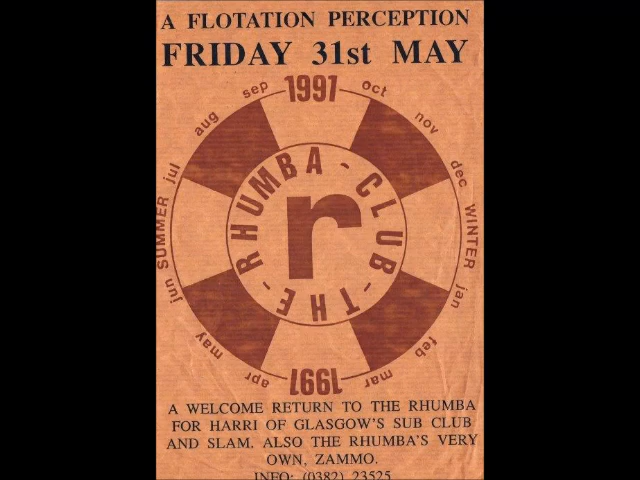 A FLOTATION PERCEPTION
FRIDAY 31st MAY
1991
sep
oct
aug
nov
jul
dec
SUMMER
WINTER
jun
jan
may
feb
apr
mar
1991
THE-RHUMBA-CLUB-
r
A WELCOME RETURN TO THE RHUMBA
FOR HARRI OF GLASGOW'S SUB CLUB
AND SLAM. ALSO THE RHUMBA'S VERY
OWN, ZAMMO.
INFO: (0382) 23525